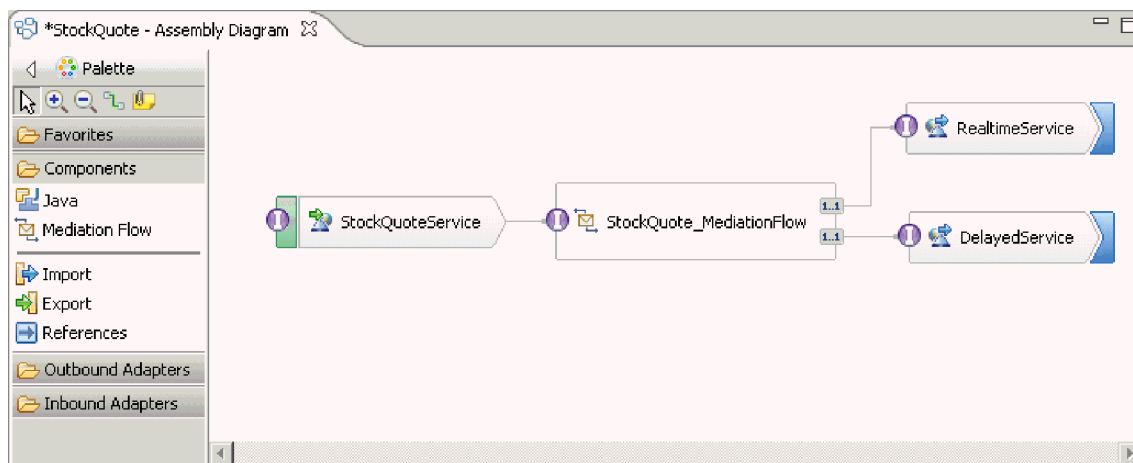 *StockQuote - Assembly Diagram
Palette
Favorites
Components
Java
Mediation Flow
Import
Export
References
Outbound Adapters
Inbound Adapters
StockQuoteService
StockQuote_MediationFlow
1..1
1..1
RealtimeService
DelayedService